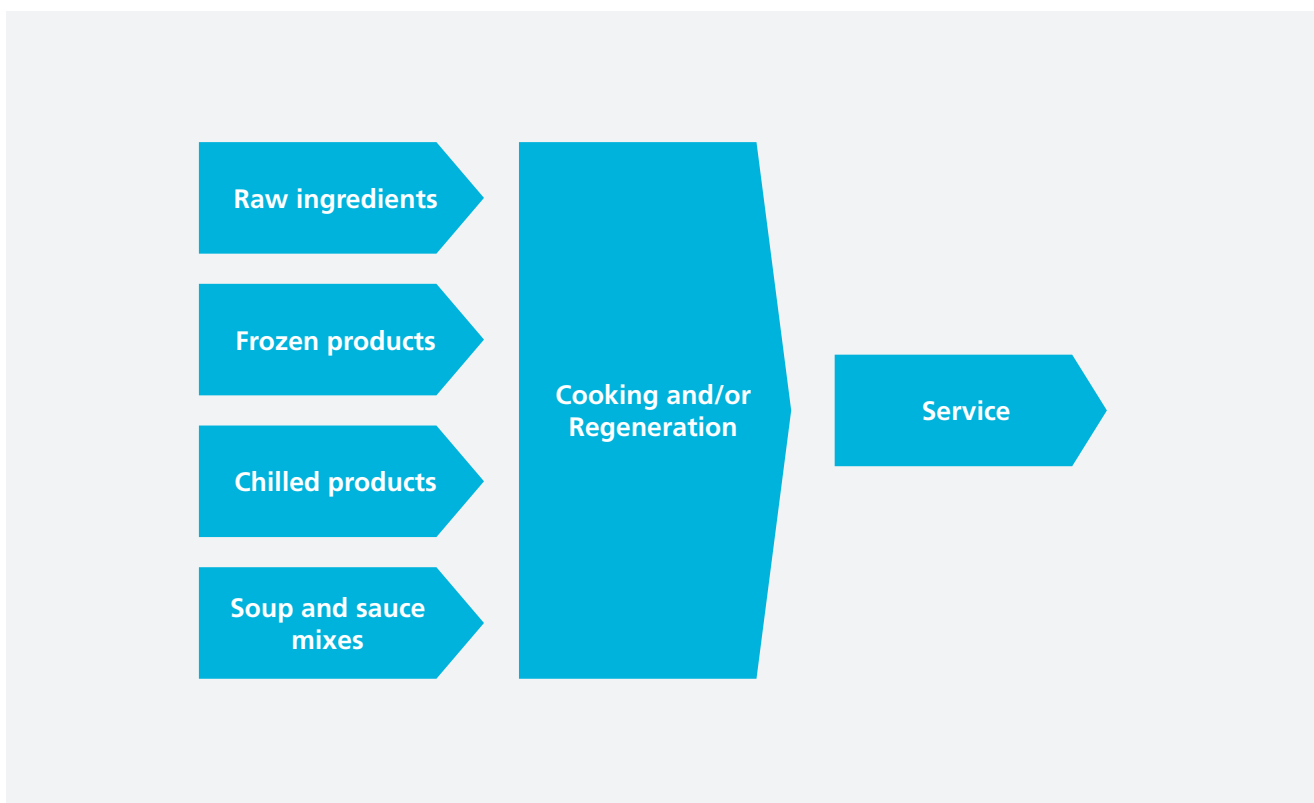 Raw ingredients
Frozen products
Chilled products
Soup and sauce
mixes
Cooking and/or
Regeneration
Service